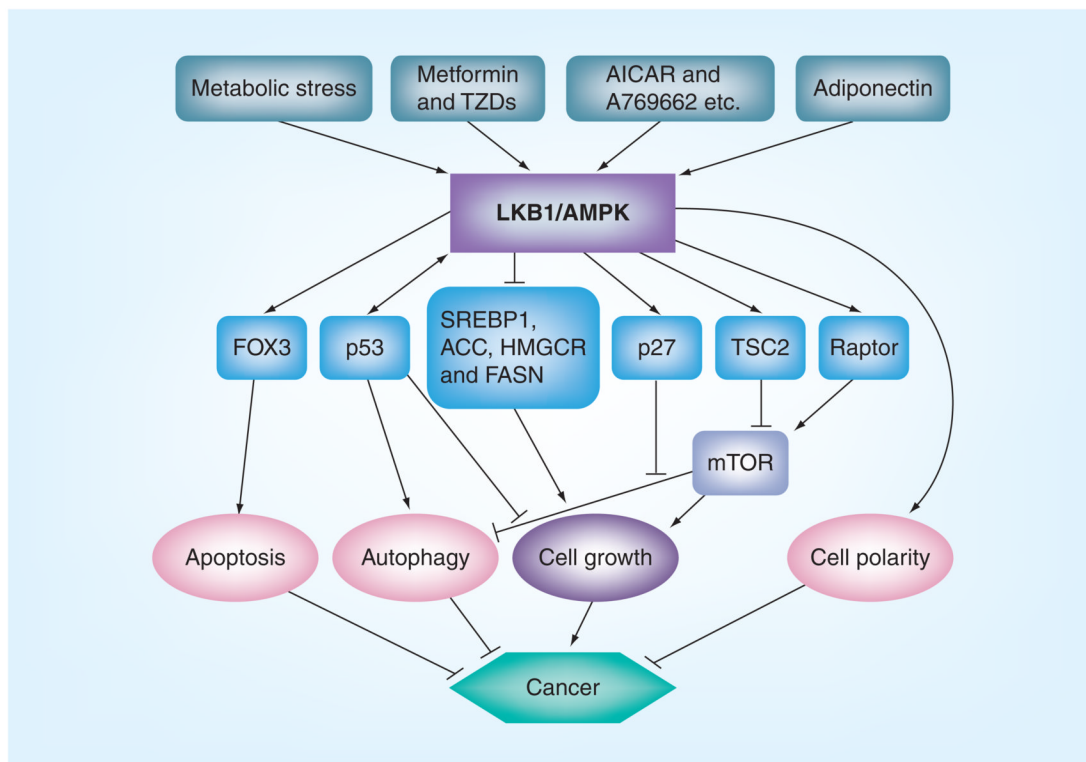 Metabolic stress
Metformin
and TZDs
AICAR and
A769662 etc.
Adiponectin
LKB1/AMPK
FOX3
p53
SREBP1,
ACC, HMGCR
and FASN
p27
TSC2
Raptor
mTOR
Apoptosis
Autophagy
Cell growth
Cell polarity
Cancer